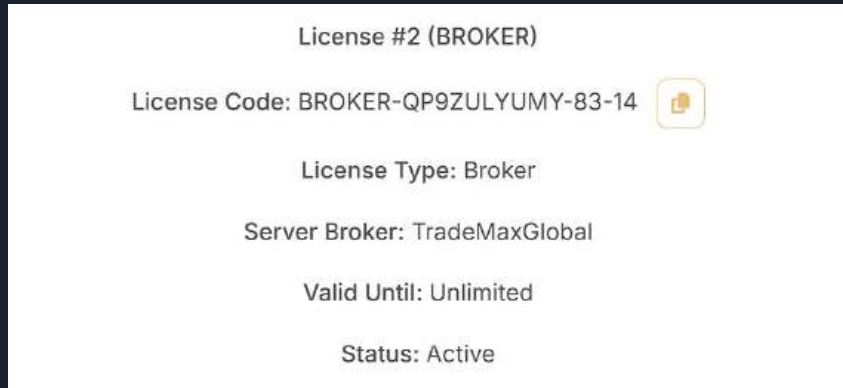 License #2 (BROKER)
License Code: BROKER-QP9ZULYUMY-83-14
License Type: Broker
Server Broker: TradeMaxGlobal
Valid Until: Unlimited
Status: Active